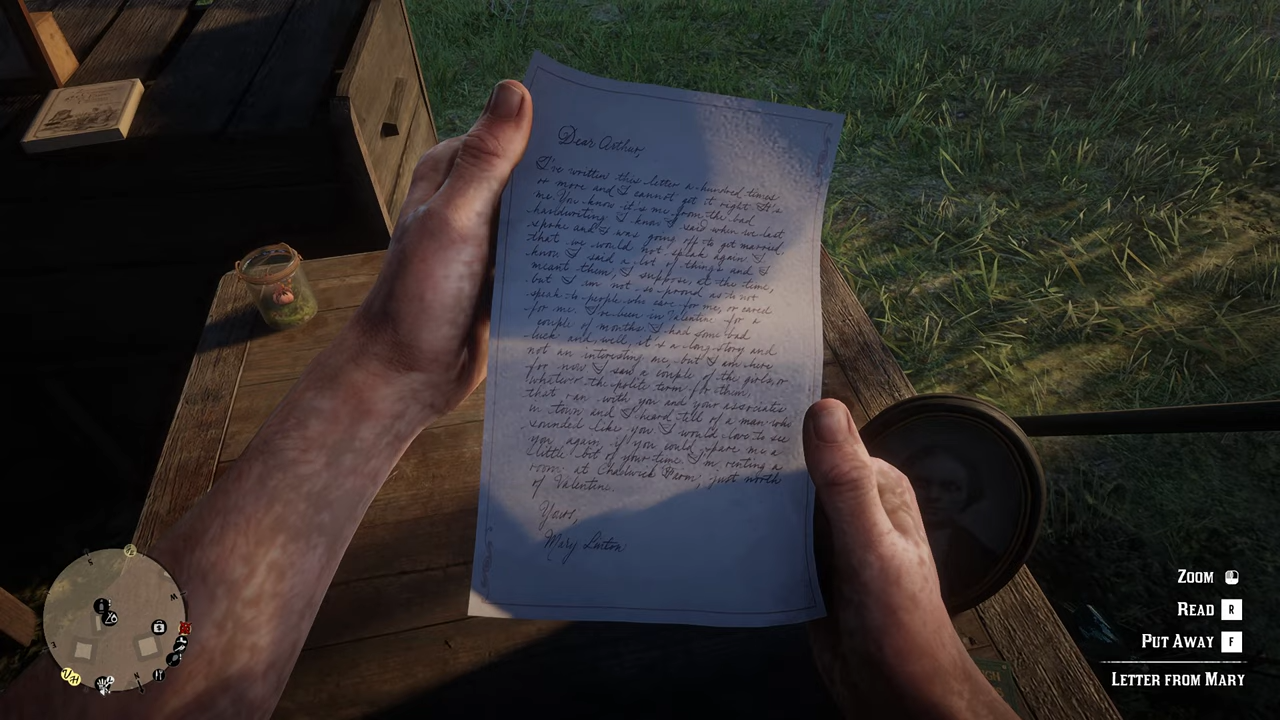 Dear Arthur,
I've written this letter a hundred times
or more and I cannot get it right. It's
me. You know it is me from the bad
handwriting. I know I said when we last
spoke and I was going off to get married,
that we would not speak again. I
know I said a lot of things and I
meant them, I suppose, at the time,
but I am not so proud as to not
speak to people who care for me, or cared
for me. I've been in Valentine for a
couple of months. I had some bad
luck and, well, it is a long story and
not an interesting one, but I am here
for now. I saw a couple of the girls, or
whatever the polite term for them,
that ran with you and your associates
in town and I heard tell of a man who
sounded like you. I would love to see
you again, if you could spare me a
little bit of your time. I'm renting a
room at Chadwick Farm, just north
of Valentine.
Yours,
Mary Linton
ZOOM
READ R
PUT AWAY F
LETTER FROM MARY